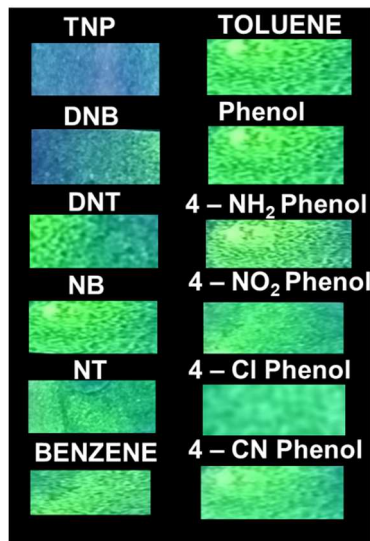 TNP
DNB
DNT
NB
NT
BENZENE
TOLUENE
Phenol
4 – NH₂ Phenol
4 – NO₂ Phenol
4 – Cl Phenol
4 – CN Phenol